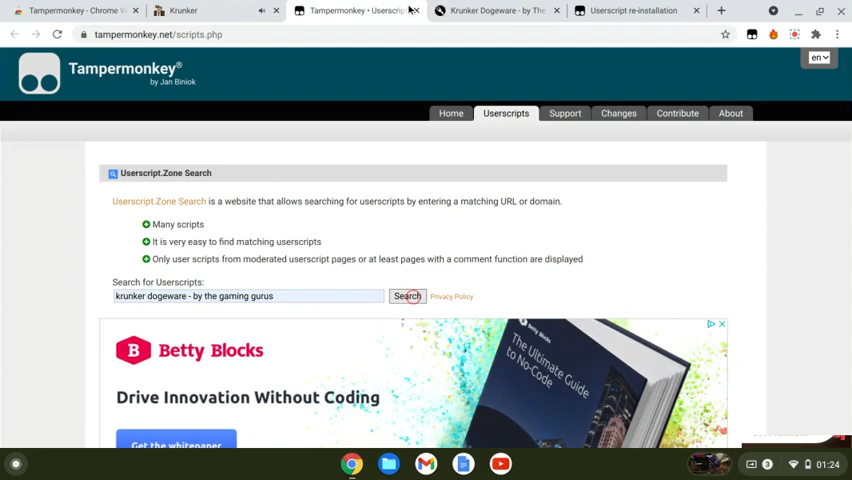 Tampermonkey - Chrome W
Krunker
Tampermonkey • Userscrip
Krunker Dogeware - by The
Userscript re-installation
tampermonkey.net/scripts.php
Tampermonkey®
by Jan Biniok
en
Home
Userscripts
Support
Changes
Contribute
About
Userscript.Zone Search
Userscript.Zone Search is a website that allows searching for userscripts by entering a matching URL or domain.
Many scripts
It is very easy to find matching userscripts
Only user scripts from moderated userscript pages or at least pages with a comment function are displayed
Search for Userscripts:
krunker dogeware - by the gaming gurus
Search
Privacy Policy
B Betty Blocks
Drive Innovation Without Coding
Get the whitepaper
Betty Blocks
The Ultimate Guide
to No-Code
3
01:24